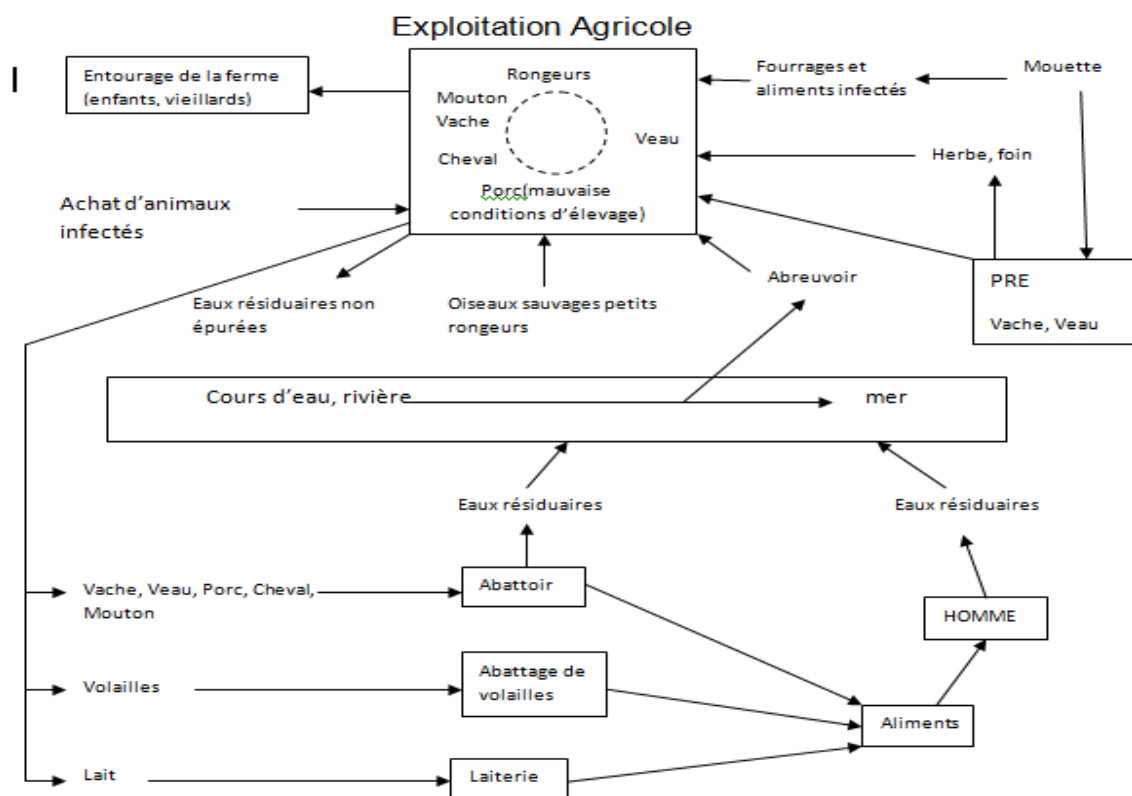 Exploitation Agricole
I
Entourage de la ferme
(enfants, vieillards)
Rongeurs
Mouton
Vache
Cheval
Veau
Porc(mauvaise
conditions d'élevage)
Fourrages et
aliments infectés
Mouette
Herbe, foin
Achat d'animaux
infectés
Eaux résiduaires non
épurées
Oiseaux sauvages petits
rongeurs
Abreuvoir
PRE
Vache, Veau
Cours d'eau, rivière
mer
Eaux résiduaires
Eaux résiduaires
Vache, Veau, Porc, Cheval,
Mouton
Abattoir
HOMME
Volailles
Abattage de
volailles
Aliments
Lait
Laiterie